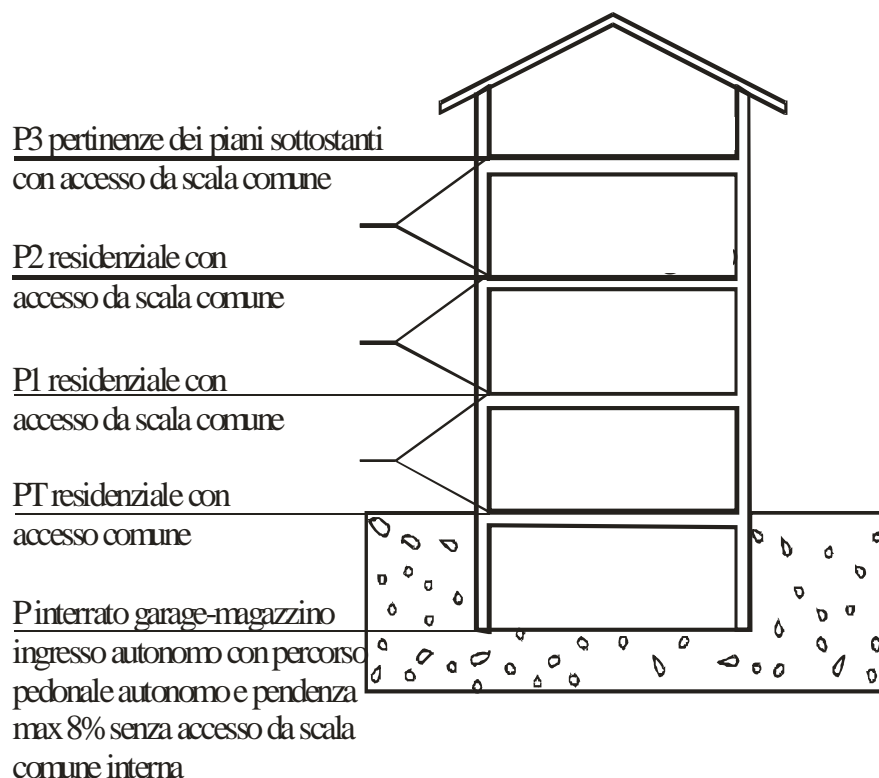 P3 pertinenze dei piani sottostanti
con accesso da scala comune
P2 residenziale con
accesso da scala comune
P1 residenziale con
accesso da scala comune
PT residenziale con
accesso comune
P interrato garage-magazzino
ingresso autonomo con percorso
pedonale autonomo e pendenza
max 8% senza accesso da scala
comune interna